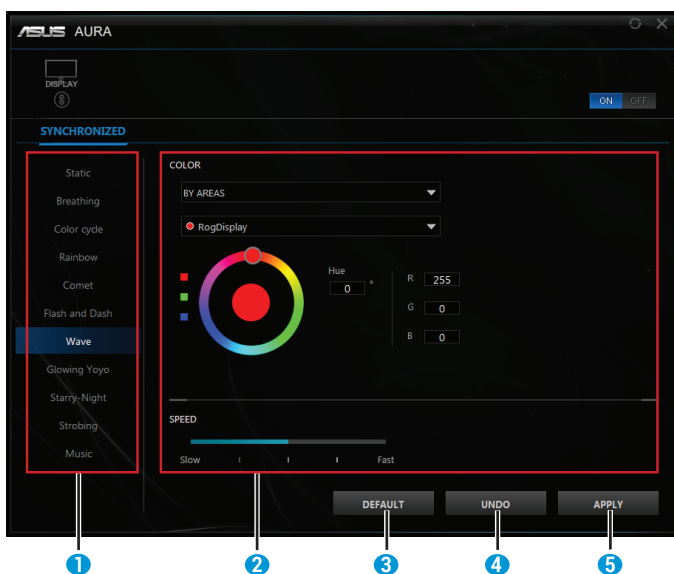 ASUS AURA
DISPLAY
ON OFF
SYNCHRONIZED
Static
Breathing
Color cycle
Rainbow
Comet
Flash and Dash
Wave
Glowing Yoyo
Starry-Night
Strobing
Music
COLOR
BY AREAS
RogDisplay
Hue
0 °
R 255
G 0
B 0
SPEED
Slow Fast
DEFAULT UNDO APPLY
1 2 3 4 5